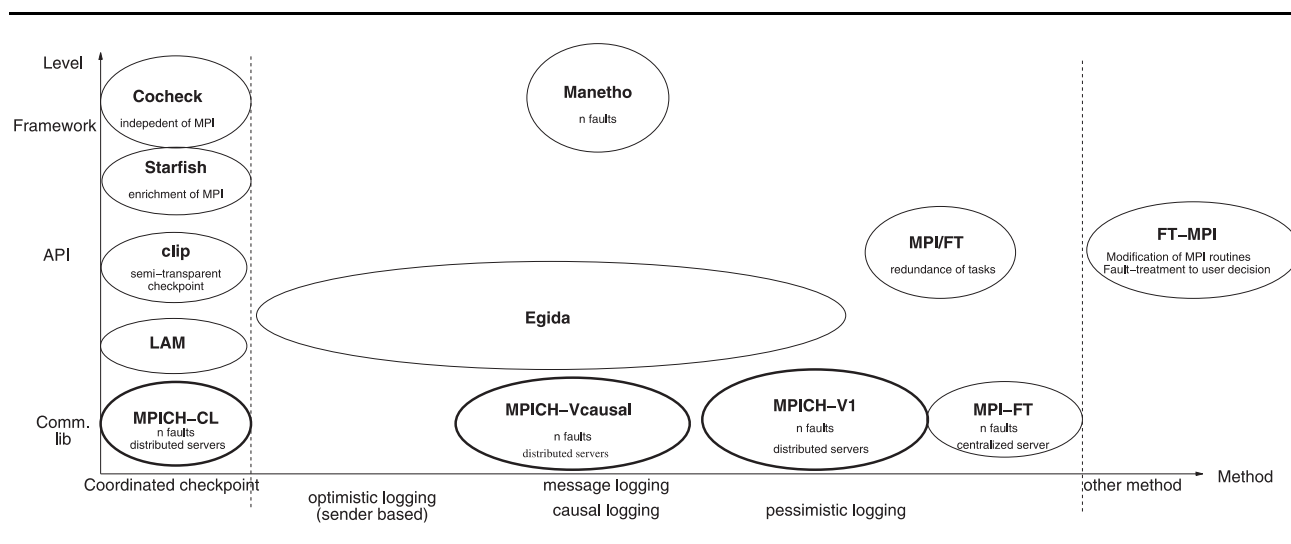 Level
Cocheck
indepedent of MPI
Manetho
n faults
Framework
Starfish
enrichment of MPI
API
clip
semi-transparent
checkpoint
MPI/FT
redundance of tasks
FT-MPI
Modification of MPI routines
Fault-treatment to user decision
Egida
LAM
Comm.
lib
MPICH-CL
n faults
distributed servers
MPICH-Vcausal
n faults
distributed servers
MPICH-V1
n faults
distributed servers
MPI-FT
n faults
centralized server
Method
Coordinated checkpoint
message logging
other method
optimistic logging
(sender based)
causal logging
pessimistic logging